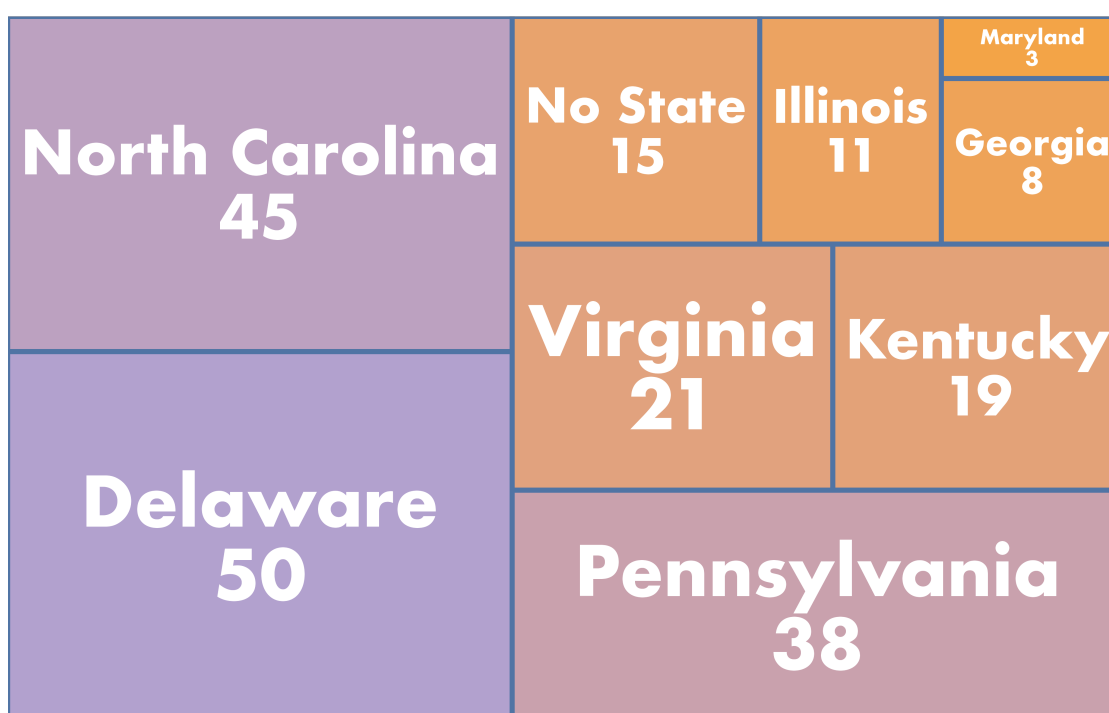 North Carolina
45
Delaware
50
No State
15
Illinois
11
Maryland
3
Georgia
8
Virginia
21
Kentucky
19
Pennsylvania
38